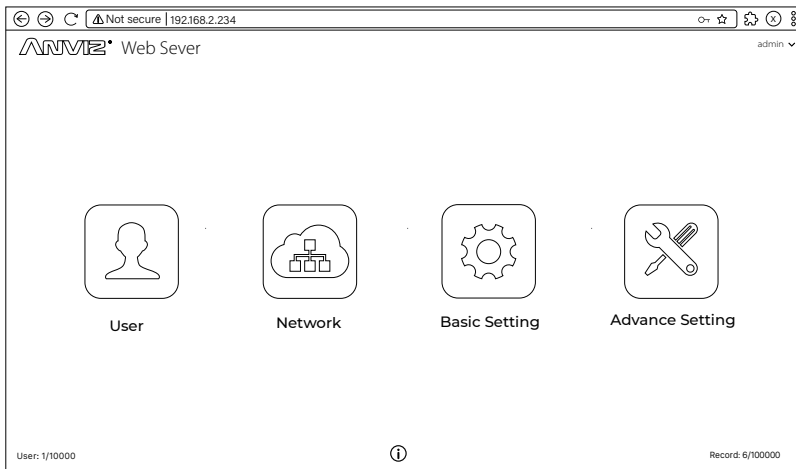 Not secure | 192.168.2.234
ANVIZ Web Sever
admin
User
Network
Basic Setting
Advance Setting
User: 1/10000
Record: 6/100000